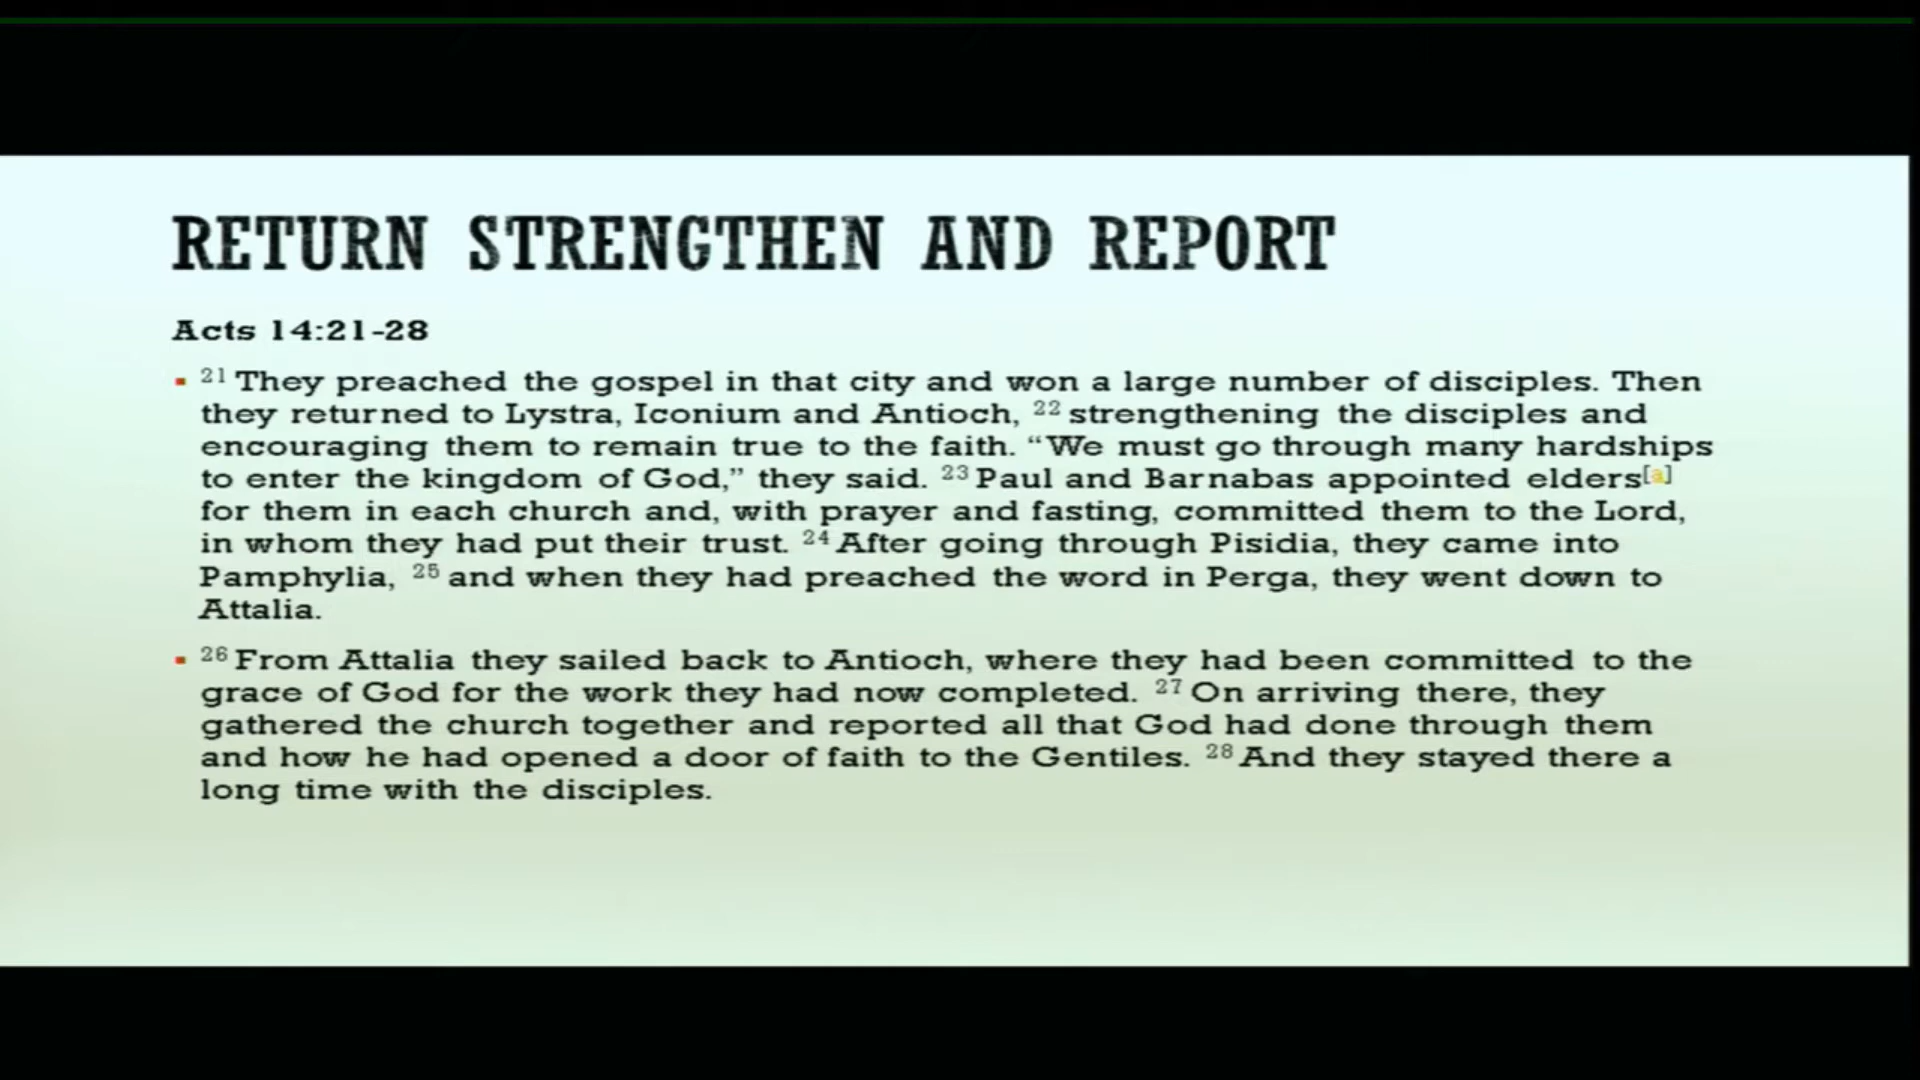 RETURN STRENGTHEN AND REPORT
Acts 14:21-28
▪ 21 They preached the gospel in that city and won a large number of disciples. Then
they returned to Lystra, Iconium and Antioch, 22 strengthening the disciples and
encouraging them to remain true to the faith. “We must go through many hardships
to enter the kingdom of God,” they said. 23 Paul and Barnabas appointed elders[a]
for them in each church and, with prayer and fasting, committed them to the Lord,
in whom they had put their trust. 24 After going through Pisidia, they came into
Pamphylia, 25 and when they had preached the word in Perga, they went down to
Attalia.
▪ 26 From Attalia they sailed back to Antioch, where they had been committed to the
grace of God for the work they had now completed. 27 On arriving there, they
gathered the church together and reported all that God had done through them
and how he had opened a door of faith to the Gentiles. 28 And they stayed there a
long time with the disciples.